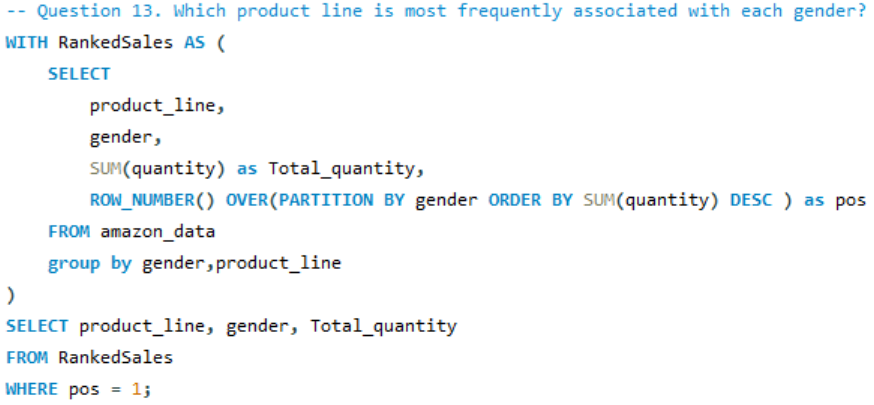 -- Question 13. Which product line is most frequently associated with each gender?
WITH RankedSales AS (
    SELECT
        product_line,
        gender,
        SUM(quantity) as Total_quantity,
        ROW_NUMBER() OVER(PARTITION BY gender ORDER BY SUM(quantity) DESC ) as pos
    FROM amazon_data
    group by gender,product_line
)
SELECT product_line, gender, Total_quantity
FROM RankedSales
WHERE pos = 1;